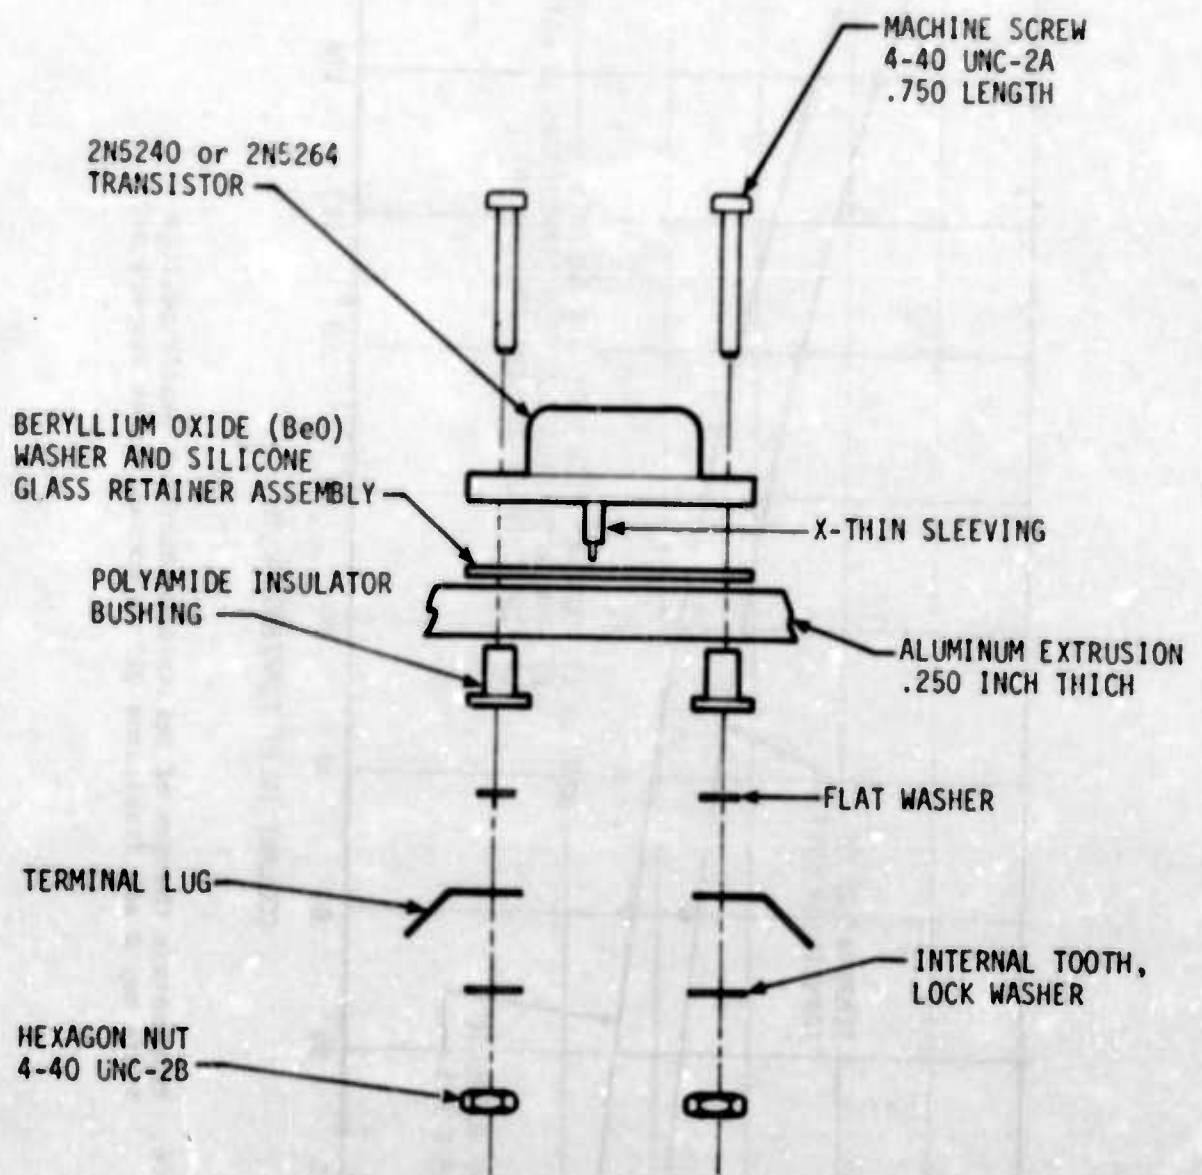 MACHINE SCREW
4-40 UNC-2A
.750 LENGTH
2N5240 or 2N5264
TRANSISTOR
BERYLLIUM OXIDE (BeO)
WASHER AND SILICONE
GLASS RETAINER ASSEMBLY
X-THIN SLEEVING
POLYAMIDE INSULATOR
BUSHING
ALUMINUM EXTRUSION
.250 INCH THICH
FLAT WASHER
TERMINAL LUG
INTERNAL TOOTH,
LOCK WASHER
HEXAGON NUT
4-40 UNC-2B